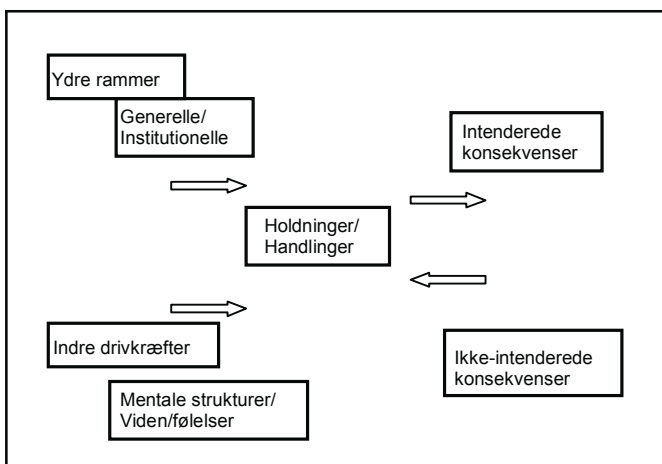 Ydre rammer
Generelle/
Institutionelle
Intenderede
konsekvenser
Holdninger/
Handlinger
Indre drivkræfter
Mentale strukturer/
Viden/følelser
Ikke-intenderede
konsekvenser